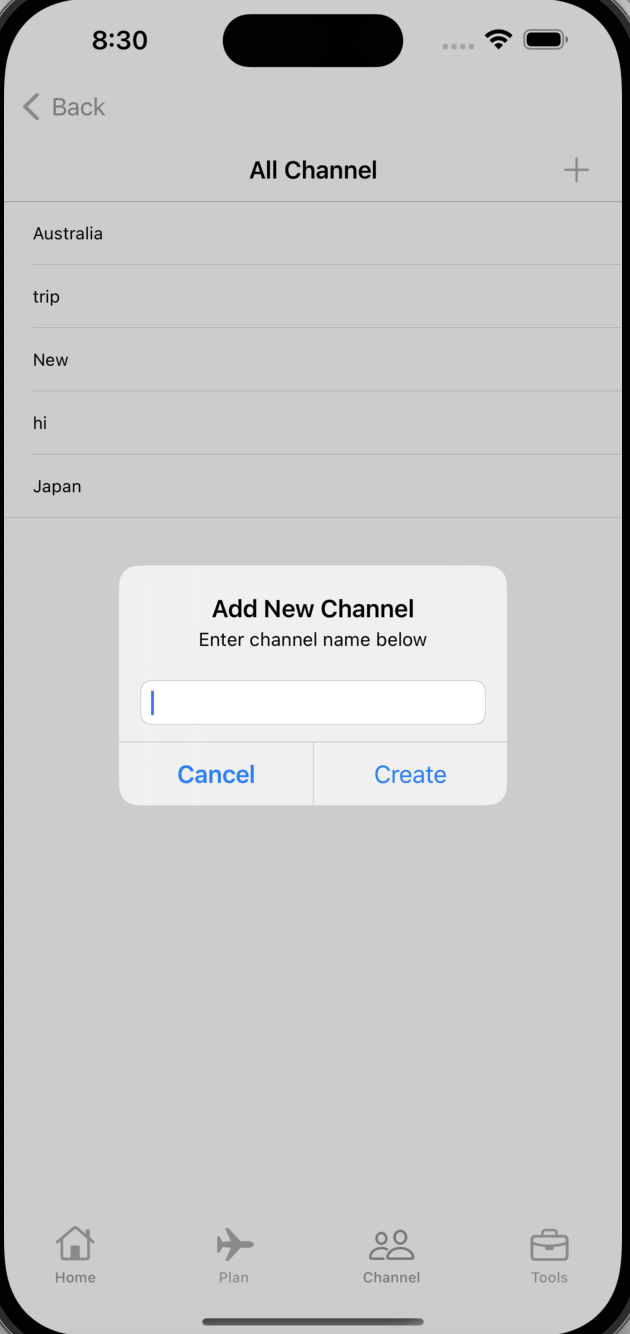 8:30
Back
All Channel
Australia
trip
New
hi
Japan
Add New Channel
Enter channel name below
Cancel Create
Home Plan Channel Tools